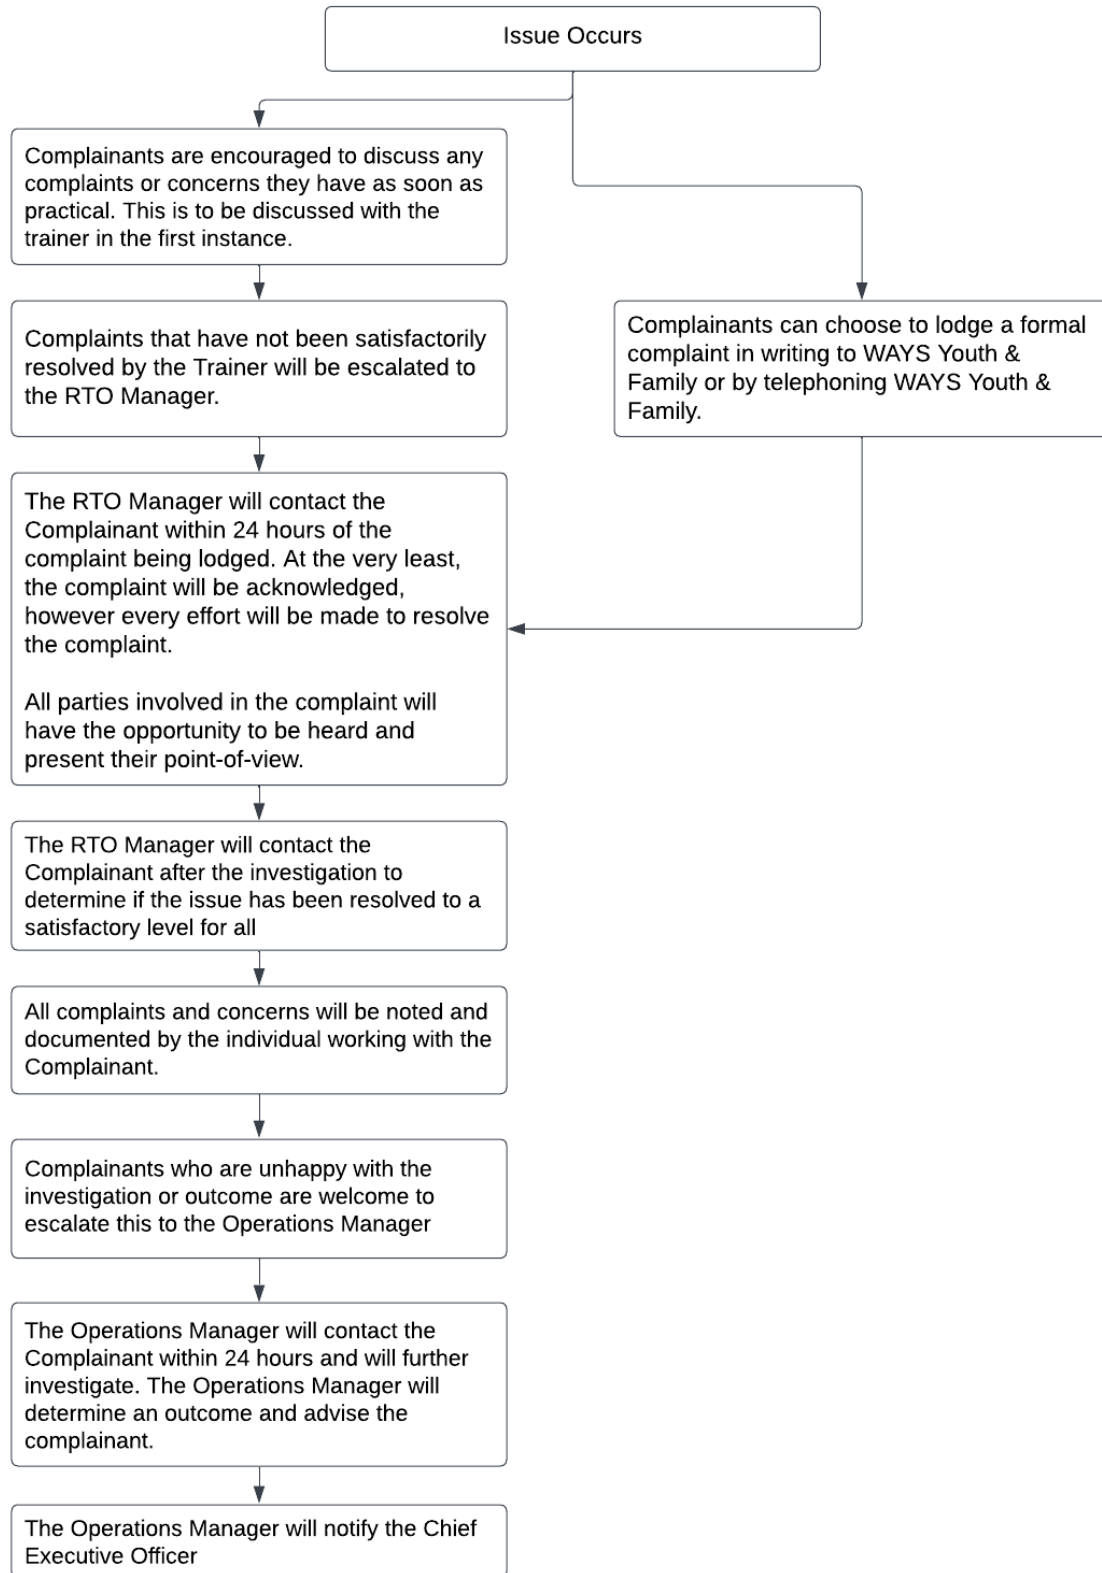 Issue Occurs
Complainants are encouraged to discuss any
complaints or concerns they have as soon as
practical. This is to be discussed with the
trainer in the first instance.
Complaints that have not been satisfactorily
resolved by the Trainer will be escalated to
the RTO Manager.
Complainants can choose to lodge a formal
complaint in writing to WAYS Youth &
Family or by telephoning WAYS Youth &
Family.
The RTO Manager will contact the
Complainant within 24 hours of the
complaint being lodged. At the very least,
the complaint will be acknowledged,
however every effort will be made to resolve
the complaint.
All parties involved in the complaint will
have the opportunity to be heard and
present their point-of-view.
The RTO Manager will contact the
Complainant after the investigation to
determine if the issue has been resolved to a
satisfactory level for all
All complaints and concerns will be noted and
documented by the individual working with the
Complainant.
Complainants who are unhappy with the
investigation or outcome are welcome to
escalate this to the Operations Manager
The Operations Manager will contact the
Complainant within 24 hours and will further
investigate. The Operations Manager will
determine an outcome and advise the
complainant.
The Operations Manager will notify the Chief
Executive Officer